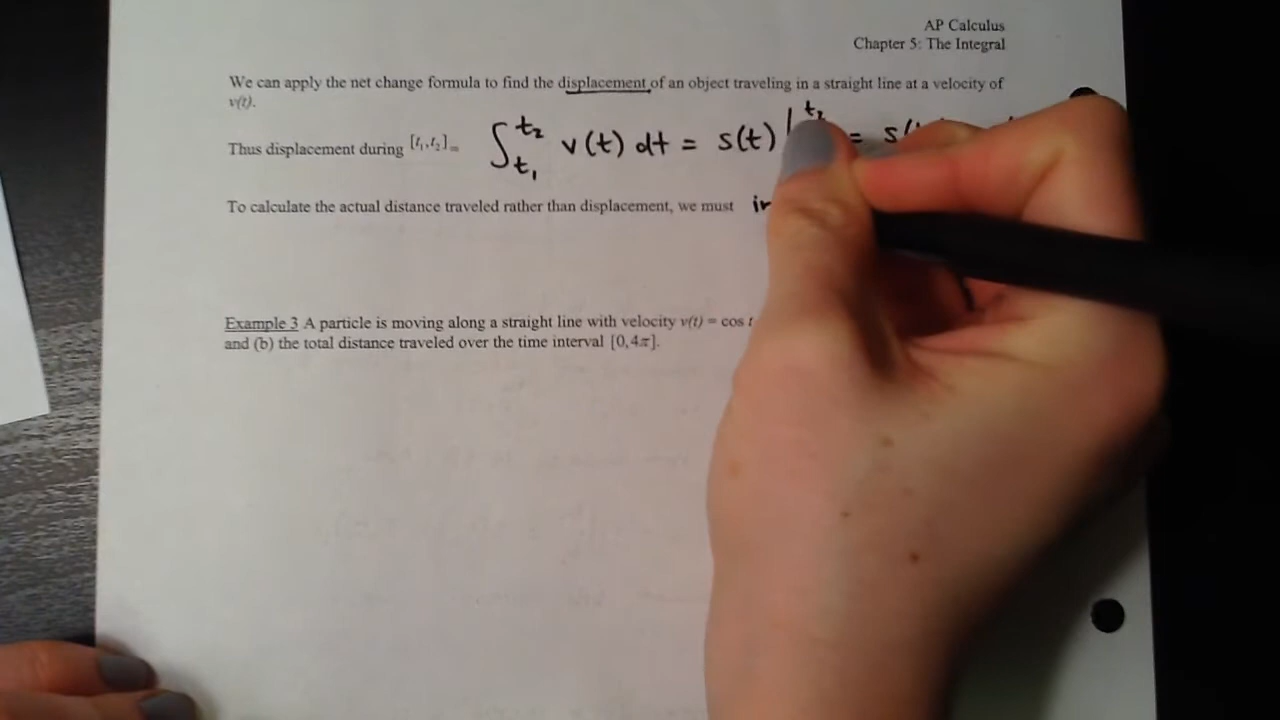 AP Calculus
Chapter 5: The Integral
We can apply the net change formula to find the displacement of an object traveling in a straight line at a velocity of
v(t).
Thus displacement during [t₁,t₂]= ∫_{t₁}^{t₂} v(t) dt = s(t) |^{t₂} = s(
To calculate the actual distance traveled rather than displacement, we must
Example 3 A particle is moving along a straight line with velocity v(t) = cos t
and (b) the total distance traveled over the time interval [0,4π].